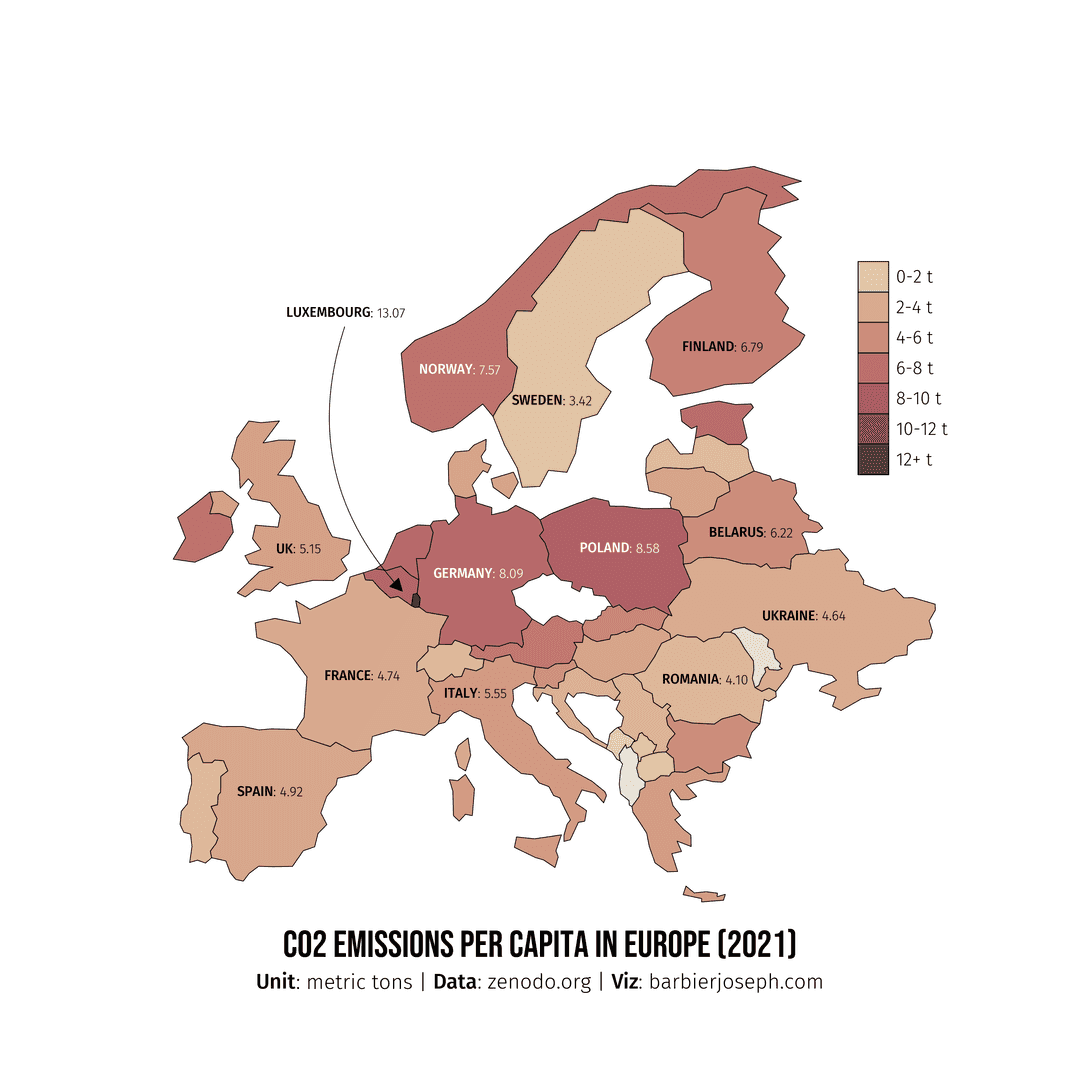 LUXEMBOURG: 13.07
0-2 t
2-4 t
FINLAND: 6.79
4-6 t
NORWAY: 7.57
6-8 t
SWEDEN: 3.42
8-10 t
10-12 t
12+ t
BELARUS: 6.22
UK: 5.15
POLAND: 8.58
GERMANY: 8.09
UKRAINE: 4.64
FRANCE: 4.74
ROMANIA: 4.10
ITALY: 5.55
SPAIN: 4.92
CO2 EMISSIONS PER CAPITA IN EUROPE (2021)
Unit: metric tons | Data: zenodo.org | Viz: barbierjoseph.com